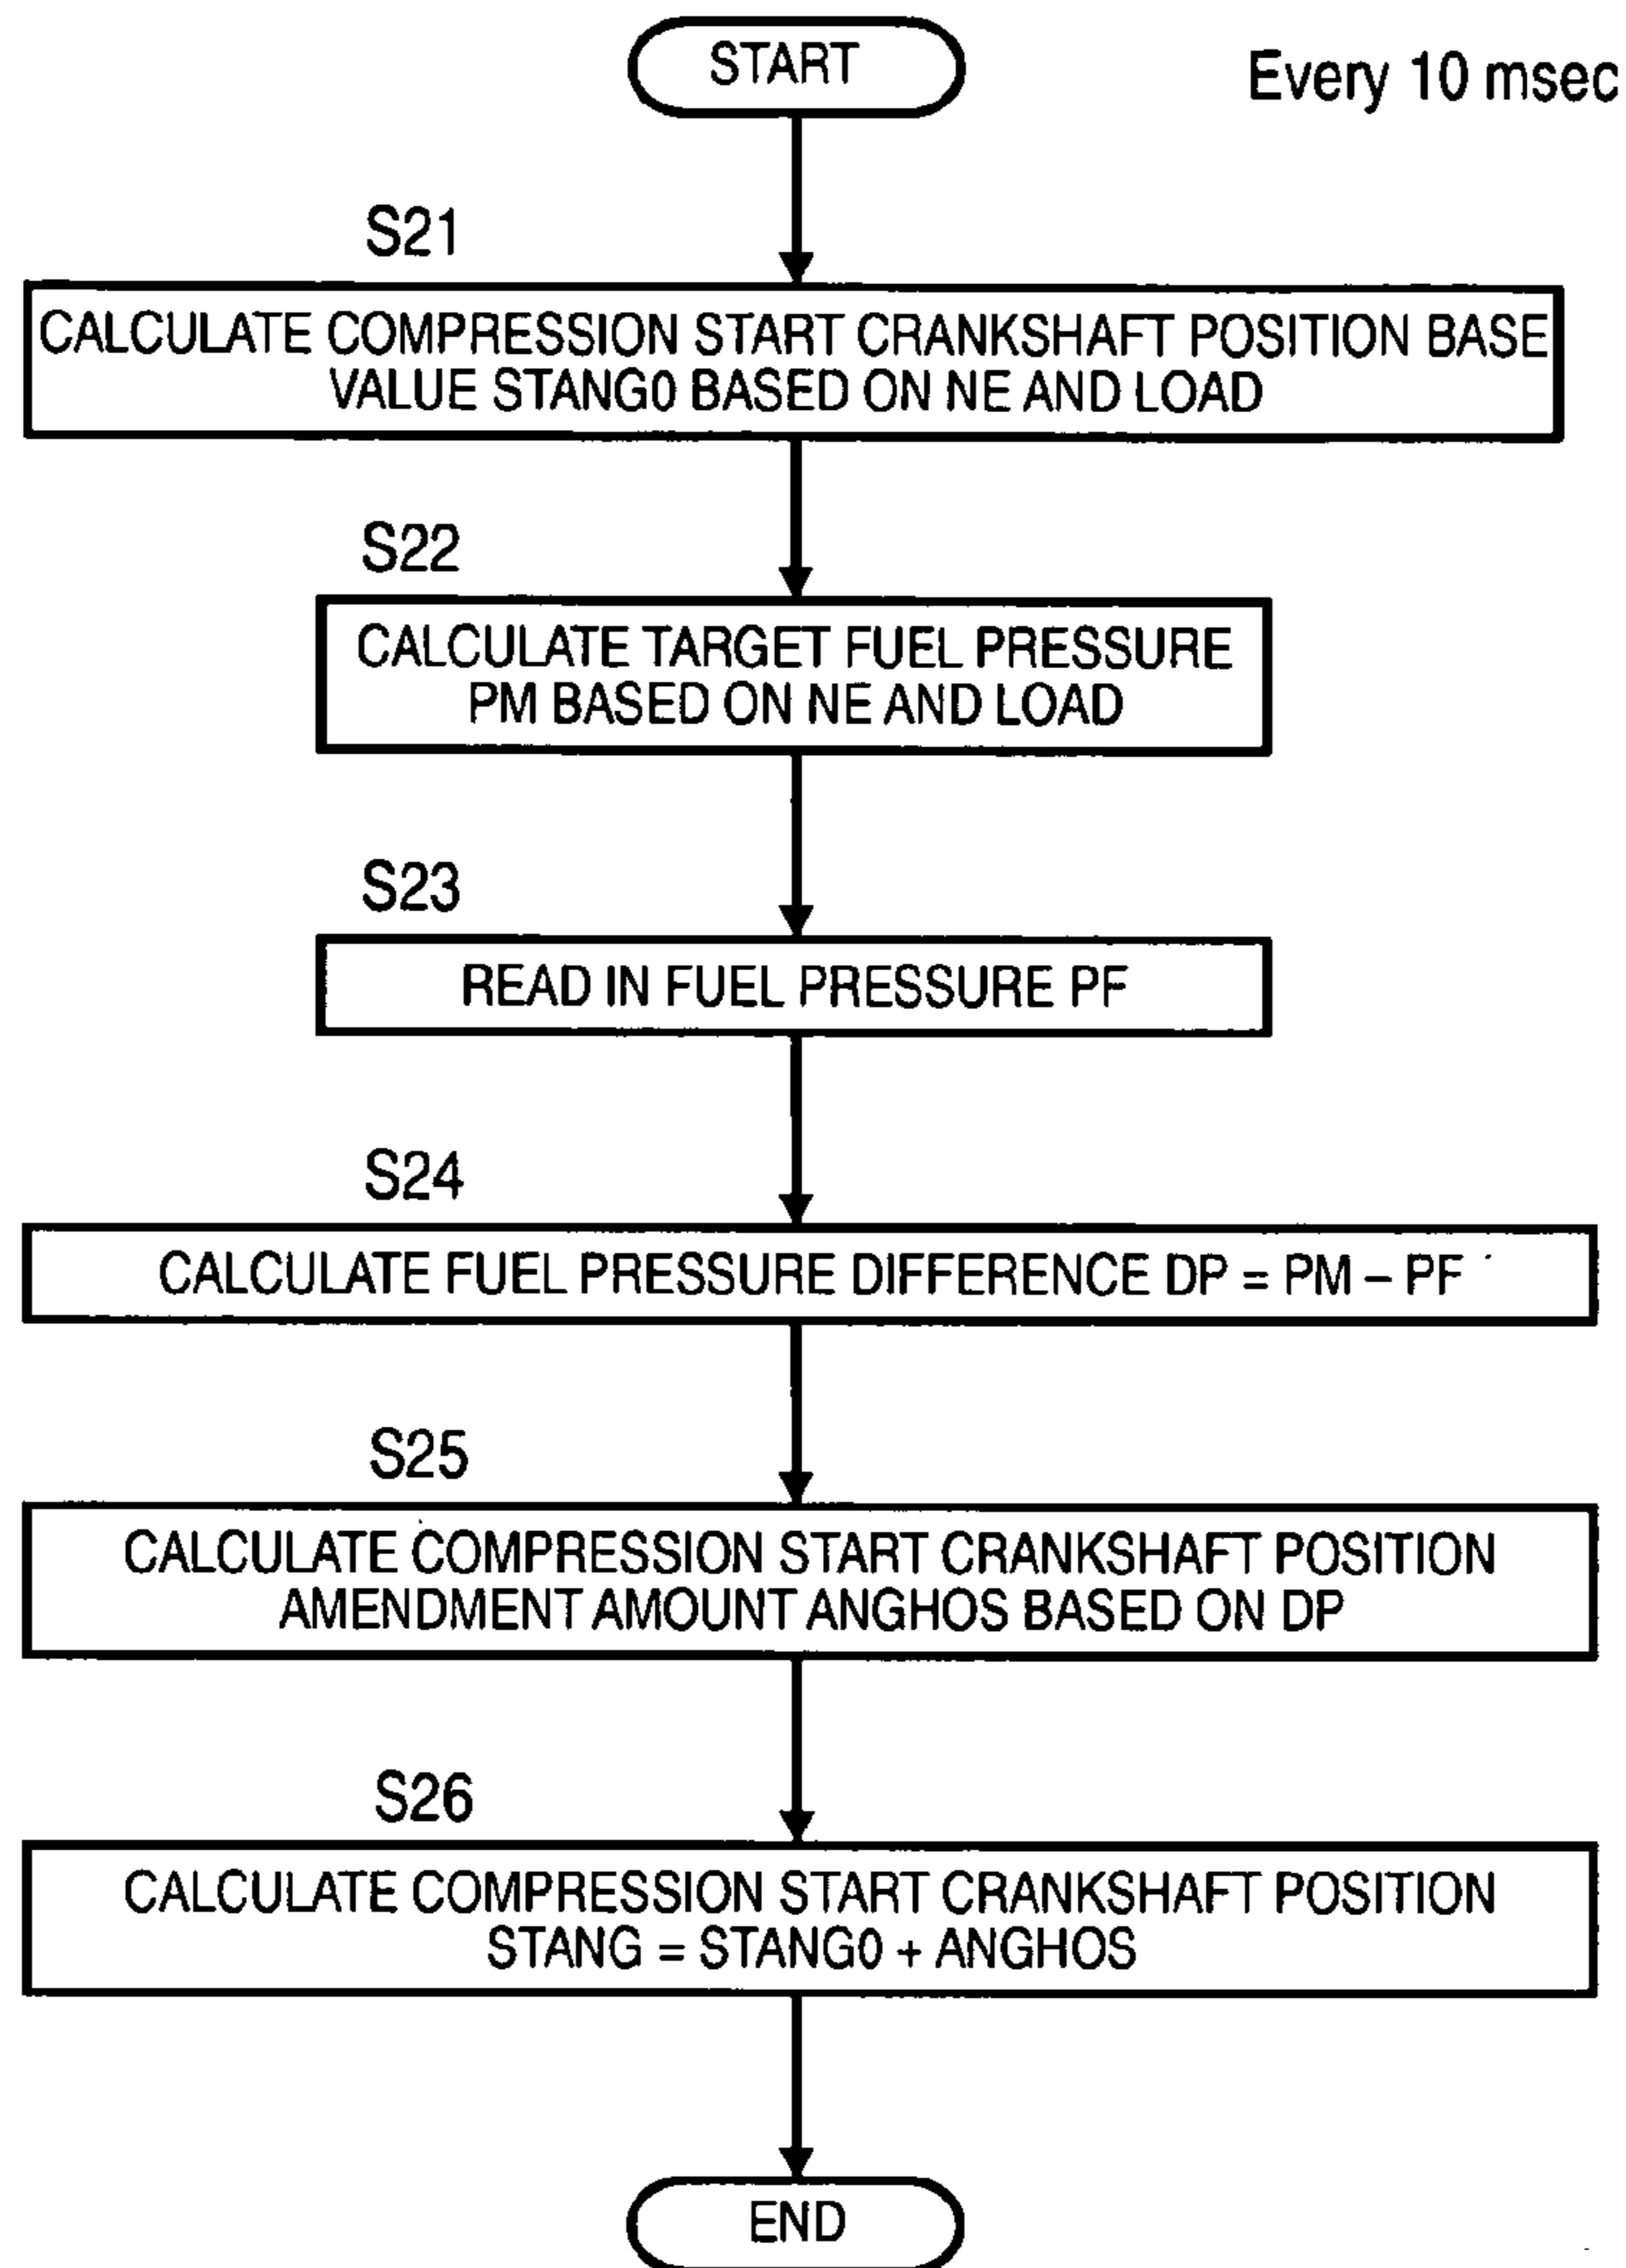 START
Every 10 msec
S21
CALCULATE COMPRESSION START CRANKSHAFT POSITION BASE
VALUE STANG0 BASED ON NE AND LOAD
S22
CALCULATE TARGET FUEL PRESSURE
PM BASED ON NE AND LOAD
S23
READ IN FUEL PRESSURE PF
S24
CALCULATE FUEL PRESSURE DIFFERENCE DP = PM – PF
S25
CALCULATE COMPRESSION START CRANKSHAFT POSITION
AMENDMENT AMOUNT ANGHOS BASED ON DP
S26
CALCULATE COMPRESSION START CRANKSHAFT POSITION
STANG = STANG0 + ANGHOS
END